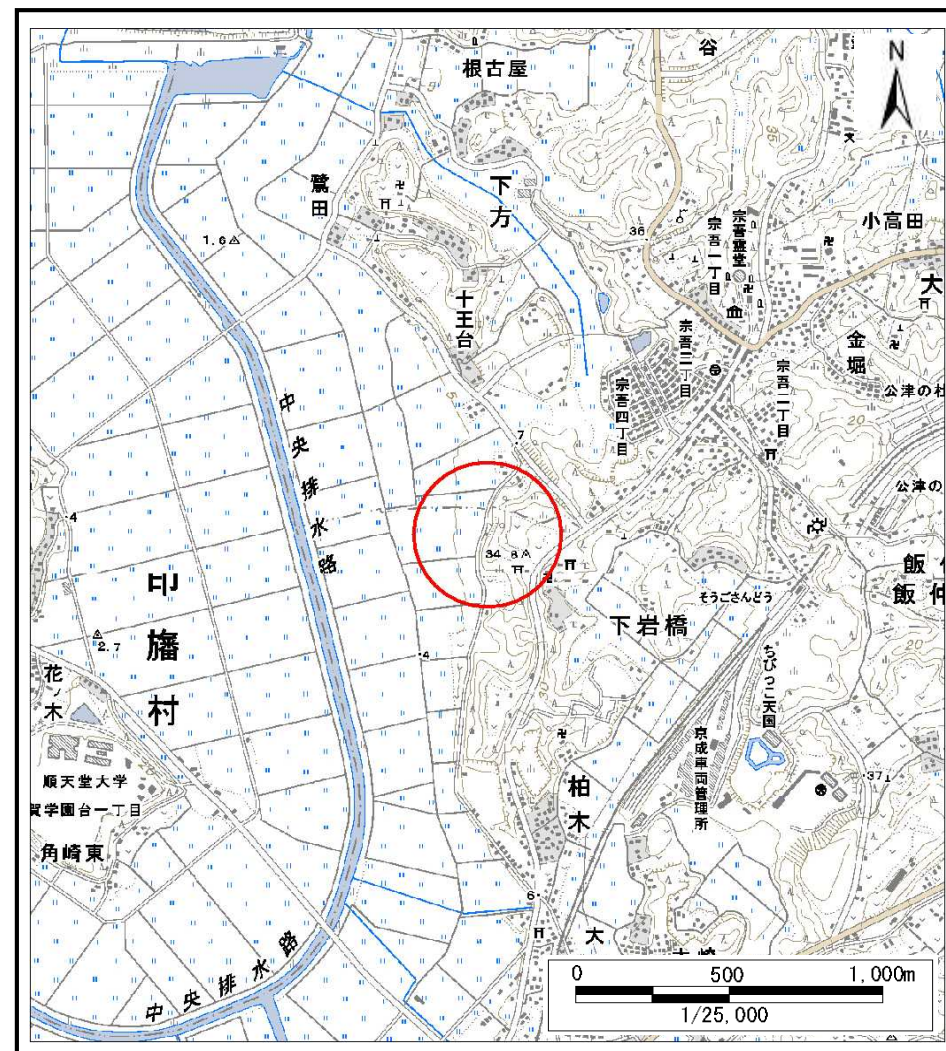 谷
N
根古屋
35
文
鷺田
下方
小高田
36
宗吾霊堂
宗吾一丁目
1.6
大
十王台
宗吾三丁目
金堀
宗吾二丁目
公津の杜
宗吾四丁目
5
20
7
公津の
中央排水路
4
34.8
飯仲
飯仲
そうごさんどう
下岩橋
印旛村
2.7
4
ちびっこ天国
花ノ木
京成車両管理所
順天堂大学
柏木
37
賀学園台一丁目
角崎東
20
6
大
中央排水路
0 500 1,000m
1/25,000